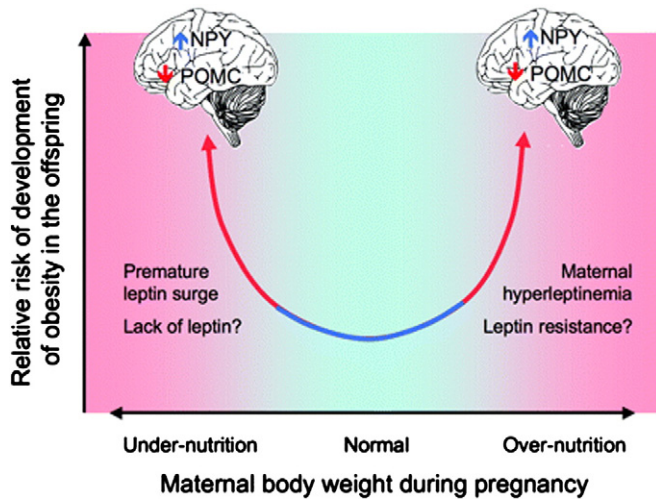 NPY
POMC
NPY
POMC
Relative risk of development
of obesity in the offspring
Premature
leptin surge
Lack of leptin?
Maternal
hyperleptinemia
Leptin resistance?
Under-nutrition
Normal
Over-nutrition
Maternal body weight during pregnancy